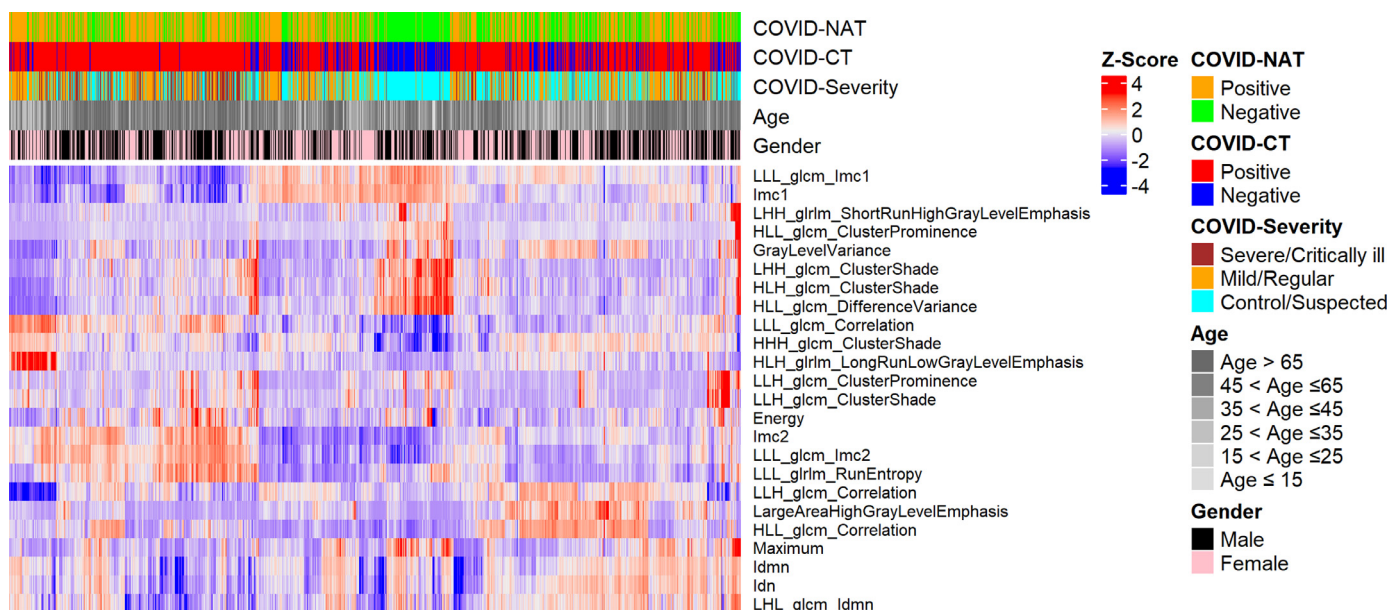 COVID-NAT
COVID-CT
COVID-Severity
Age
Gender
LLL_glcm_Imc1
Imc1
LHH_glrlm_ShortRunHighGrayLevelEmphasis
HLL_glcm_ClusterProminence
GrayLevelVariance
LHH_glcm_ClusterShade
HLH_glcm_ClusterShade
HLL_glcm_DifferenceVariance
LLL_glcm_Correlation
HHH_glcm_ClusterShade
HLH_glrlm_LongRunLowGrayLevelEmphasis
LLH_glcm_ClusterProminence
LLH_glcm_ClusterShade
Energy
Imc2
LLL_glcm_Imc2
LLL_glrlm_RunEntropy
LLH_glcm_Correlation
LargeAreaHighGrayLevelEmphasis
HLL_glcm_Correlation
Maximum
Idmn
Idn
LHL_glcm_Idmn
Z-Score
4
2
0
-2
-4
COVID-NAT
Positive
Negative
COVID-CT
Positive
Negative
COVID-Severity
Severe/Critically ill
Mild/Regular
Control/Suspected
Age
Age > 65
45 < Age ≤65
35 < Age ≤45
25 < Age ≤35
15 < Age ≤25
Age ≤ 15
Gender
Male
Female